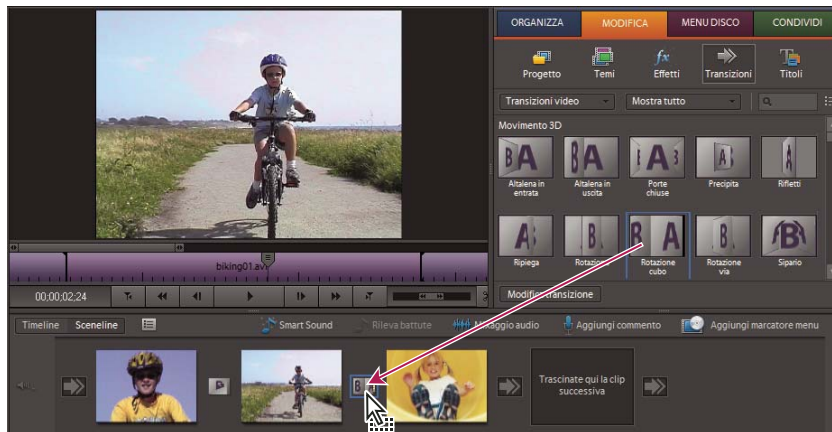 ORGANIZZA MODIFICA MENU DISCO CONDIVIDI
Progetto Temi Effetti Transizioni Titoli
Transizioni video Mostra tutto
Movimento 3D
Altalena in entrata
Altalena in uscita
Porte chiuse
Precipita
Rifletti
Ripiega
Rotazione cubo
Rotazione via
Sipario
biking01.avi
Modifica transizione
00;00;02;24
Timeline Sceneline Smart Sound Rileva battute Mixaggio audio Aggiungi commento Aggiungi marcatore menu
Trascinate qui la clip
successiva